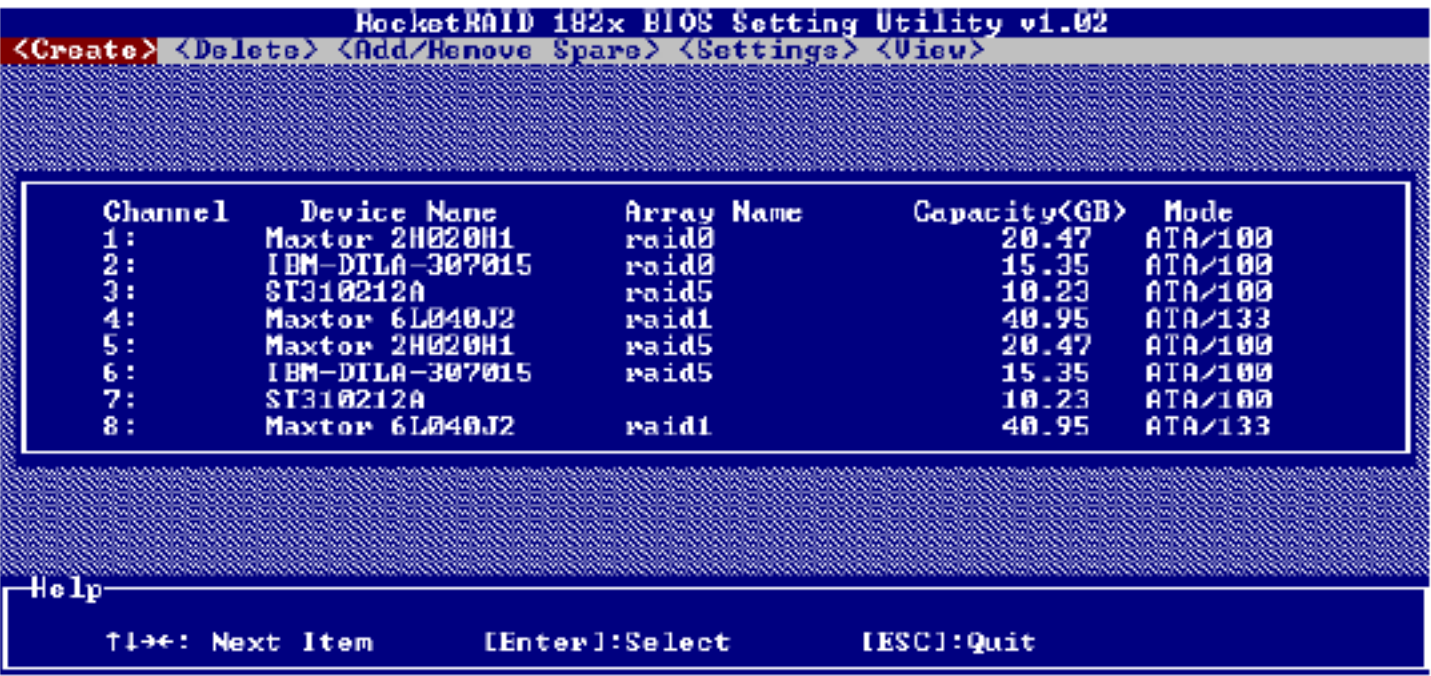 RocketRAID 182x BIOS Setting Utility v1.02
<Create> <Delete> <Add/Remove Spare> <Settings> <View>
Channel Device Name Array Name Capacity<GB> Mode
1: Maxtor 2H020H1 raid0 20.47 ATA/100
2: IBM-DTLA-307015 raid0 15.35 ATA/100
3: ST310212A raid5 10.23 ATA/100
4: Maxtor 6L040J2 raid1 40.95 ATA/133
5: Maxtor 2H020H1 raid5 20.47 ATA/100
6: IBM-DTLA-307015 raid5 15.35 ATA/100
7: ST310212A 10.23 ATA/100
8: Maxtor 6L040J2 raid1 40.95 ATA/133
Help
↑↓→←: Next Item [Enter]:Select [ESC]:Quit